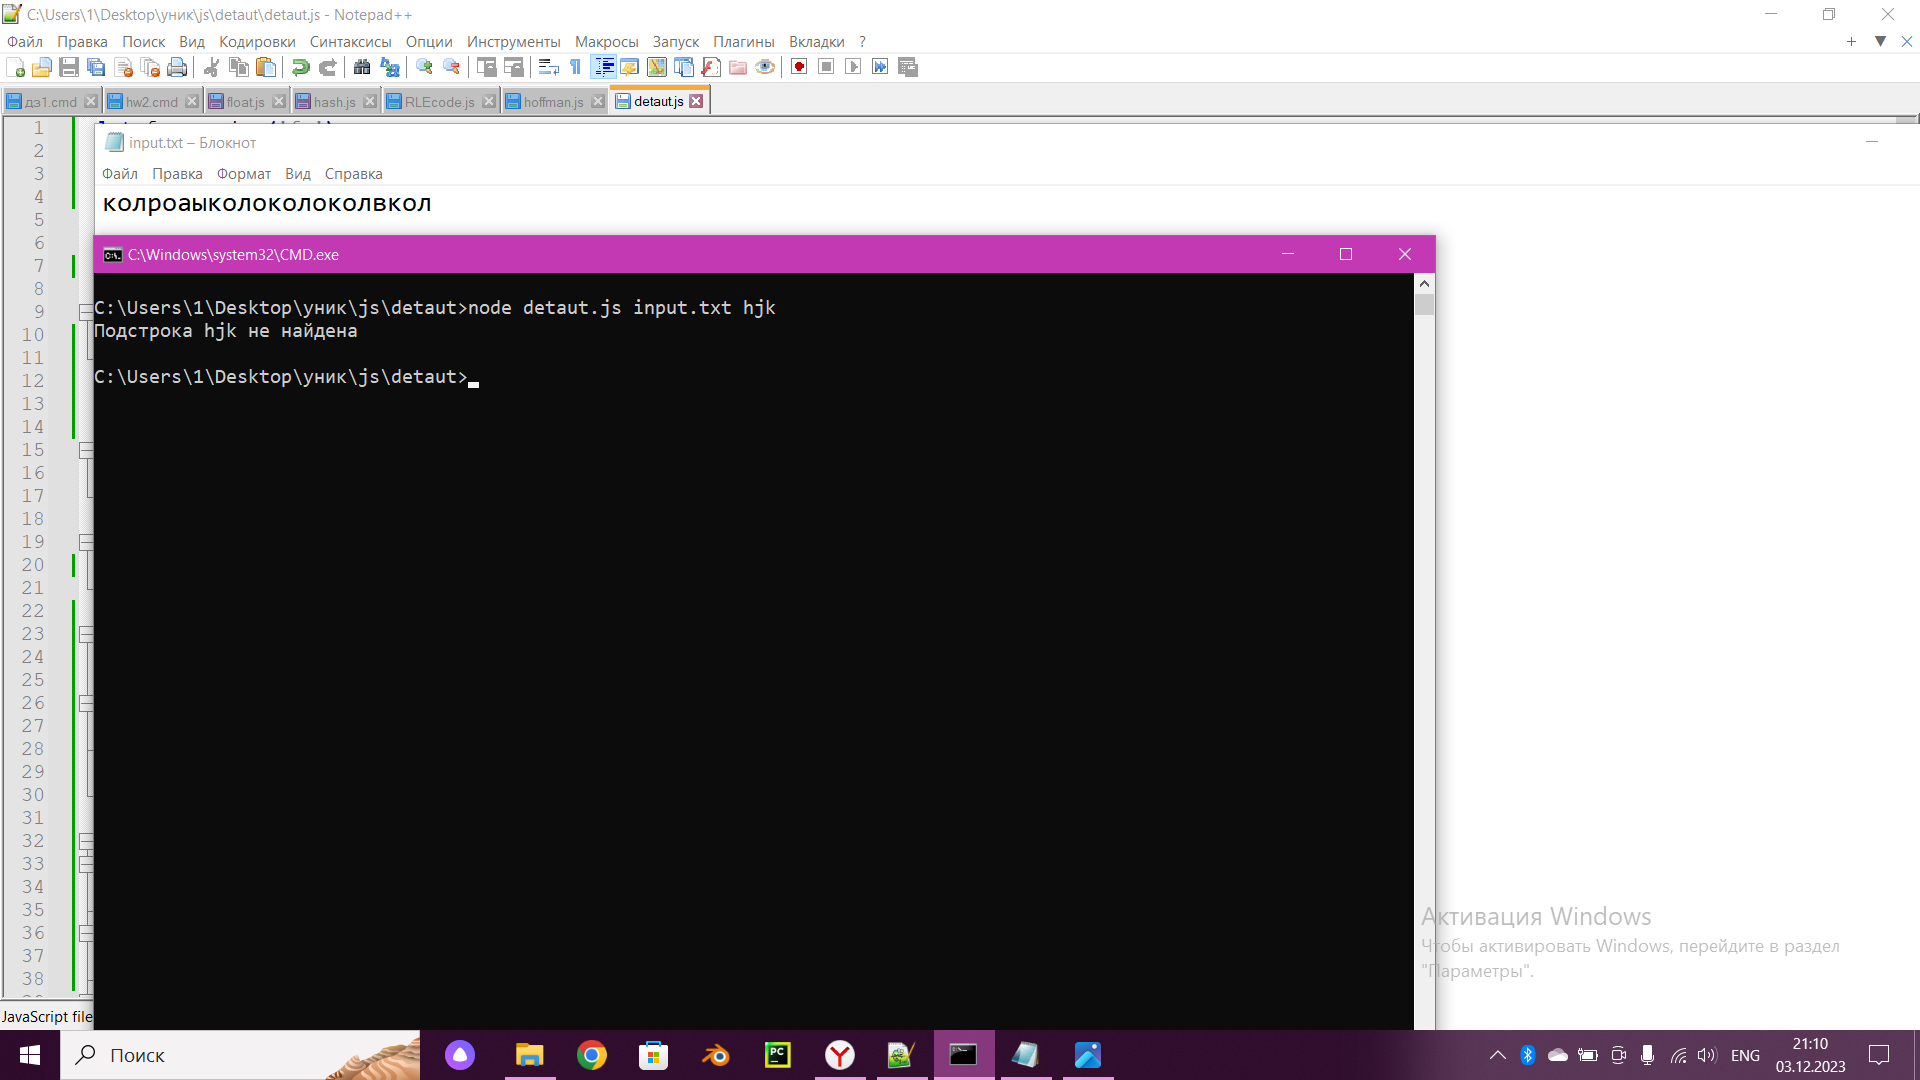 C:\Users\1\Desktop\уник\js\detaut\detaut.js - Notepad++
Файл Правка Поиск Вид Кодировки Синтаксисы Опции Инструменты Макросы Запуск Плагины Вкладки ?
дз1.cmd hw2.cmd float.js hash.js RLEcode.js hoffman.js detaut.js
1
2
3
4
5
6
7
8
9
10
11
12
13
14
15
16
17
18
19
20
21
22
23
24
25
26
27
28
29
30
31
32
33
34
35
36
37
38
input.txt – Блокнот
Файл Правка Формат Вид Справка
колроаыколоколоколвкол
C:\Windows\system32\CMD.exe
C:\Users\1\Desktop\уник\js\detaut>node detaut.js input.txt hjk
Подстрока hjk не найдена
C:\Users\1\Desktop\уник\js\detaut>
Активация Windows
Чтобы активировать Windows, перейдите в раздел
"Параметры".
JavaScript file
Поиск
PC
ENG
21:10
03.12.2023